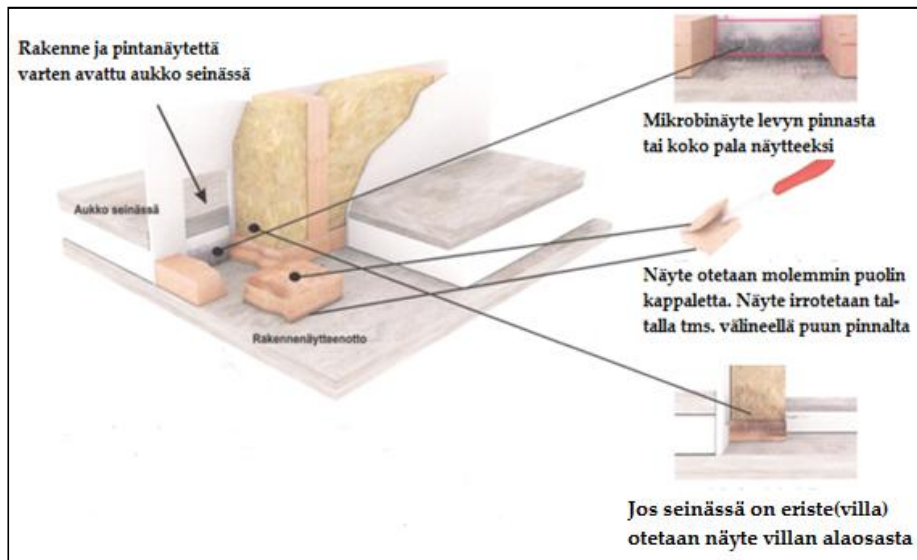 Rakenne ja pintanäytettä
varten avattu aukko seinässä
Aukko seinässä
Rakennenäytteenotto
Mikrobinäyte levyn pinnasta
tai koko pala näytteeksi
Näyte otetaan molemmin puolin
kappaletta. Näyte irrotetaan tal-
talla tms. välineellä puun pinnalta
Jos seinässä on eriste(villa)
otetaan näyte villan alaosasta